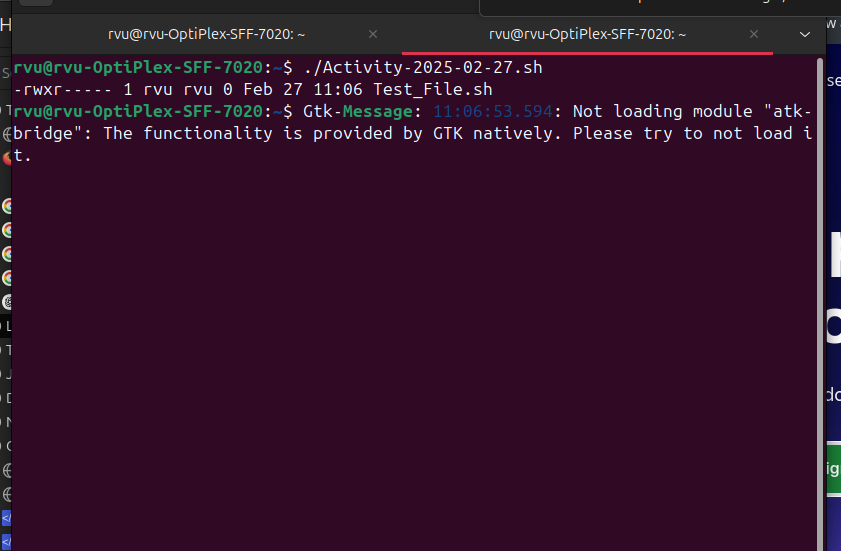 rvu@rvu-OptiPlex-SFF-7020: ~
rvu@rvu-OptiPlex-SFF-7020: ~
rvu@rvu-OptiPlex-SFF-7020:~$ ./Activity-2025-02-27.sh
-rwxr----- 1 rvu rvu 0 Feb 27 11:06 Test_File.sh
rvu@rvu-OptiPlex-SFF-7020:~$ Gtk-Message: 11:06:53.594: Not loading module "atk-
bridge": The functionality is provided by GTK natively. Please try to not load i
t.